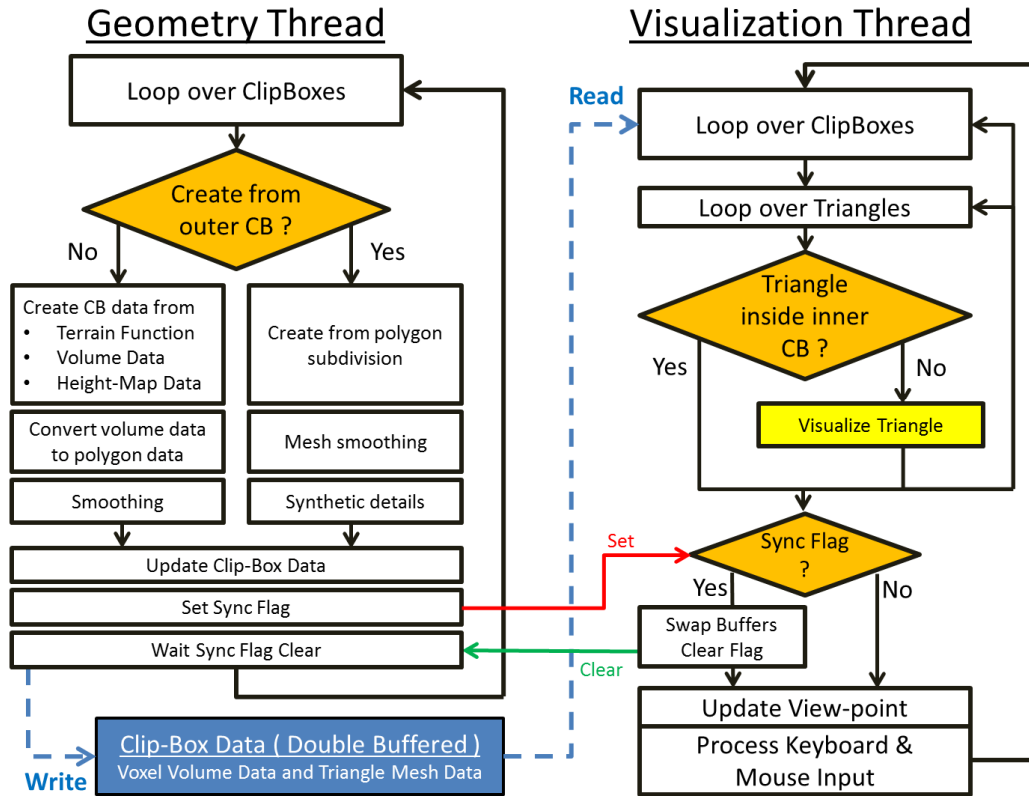 Geometry Thread
Loop over ClipBoxes
Create from
outer CB ?
No
Yes
Create CB data from
• Terrain Function
• Volume Data
• Height-Map Data
Create from polygon
subdivision
Convert volume data
to polygon data
Mesh smoothing
Smoothing
Synthetic details
Update Clip-Box Data
Set Sync Flag
Wait Sync Flag Clear
Write
Clip-Box Data ( Double Buffered )
Voxel Volume Data and Triangle Mesh Data
Read
Set
Clear
Visualization Thread
Loop over ClipBoxes
Loop over Triangles
Triangle
inside inner
CB ?
Yes
No
Visualize Triangle
Sync Flag
?
Yes
No
Swap Buffers
Clear Flag
Update View-point
Process Keyboard &
Mouse Input